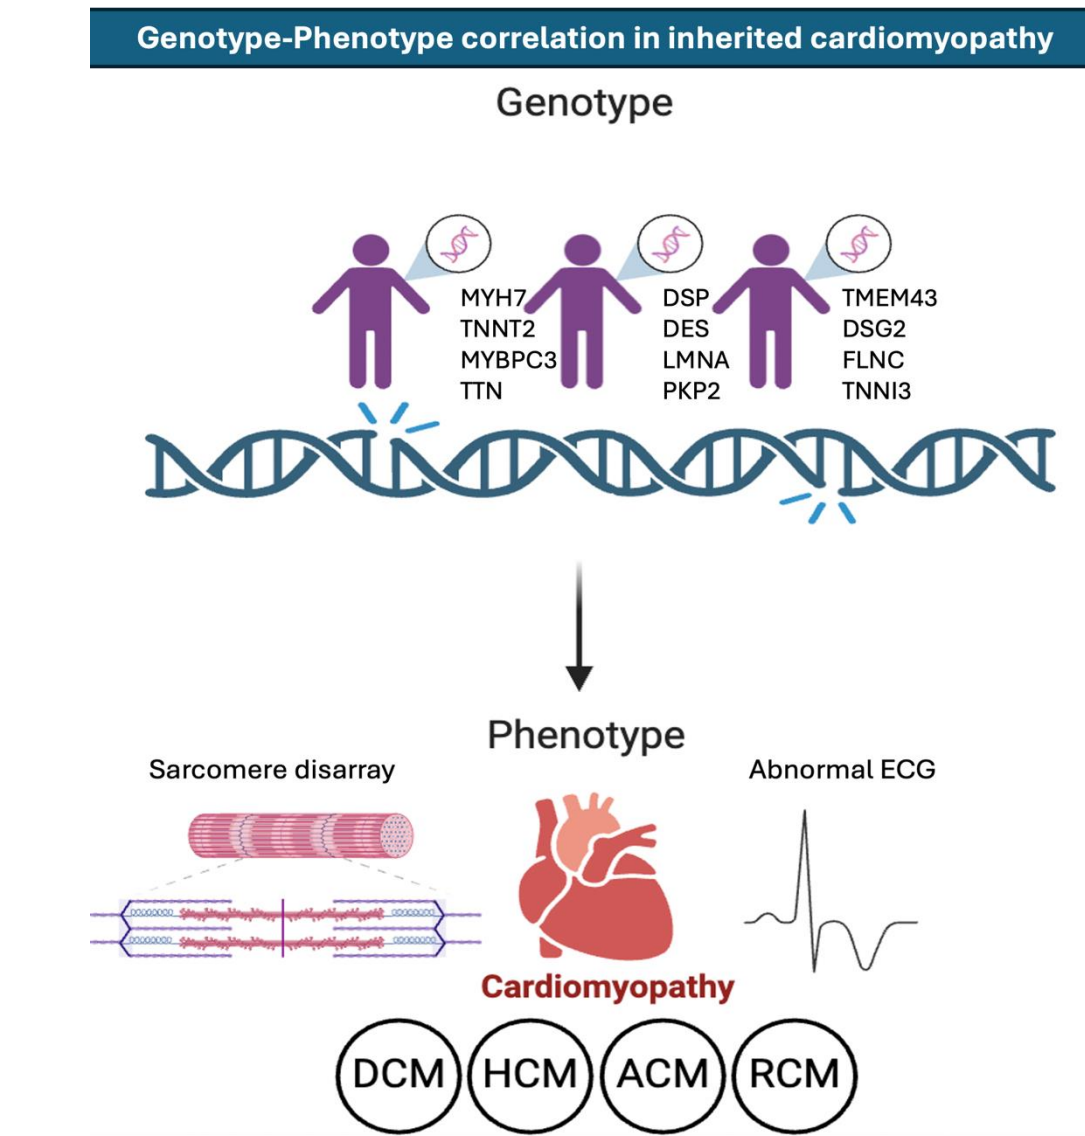 Genotype-Phenotype correlation in inherited cardiomyopathy
Genotype
MYH7
TNNT2
MYBPC3
TTN
DSP
DES
LMNA
PKP2
TMEM43
DSG2
FLNC
TNNI3
Phenotype
Sarcomere disarray
Abnormal ECG
Cardiomyopathy
DCM
HCM
ACM
RCM